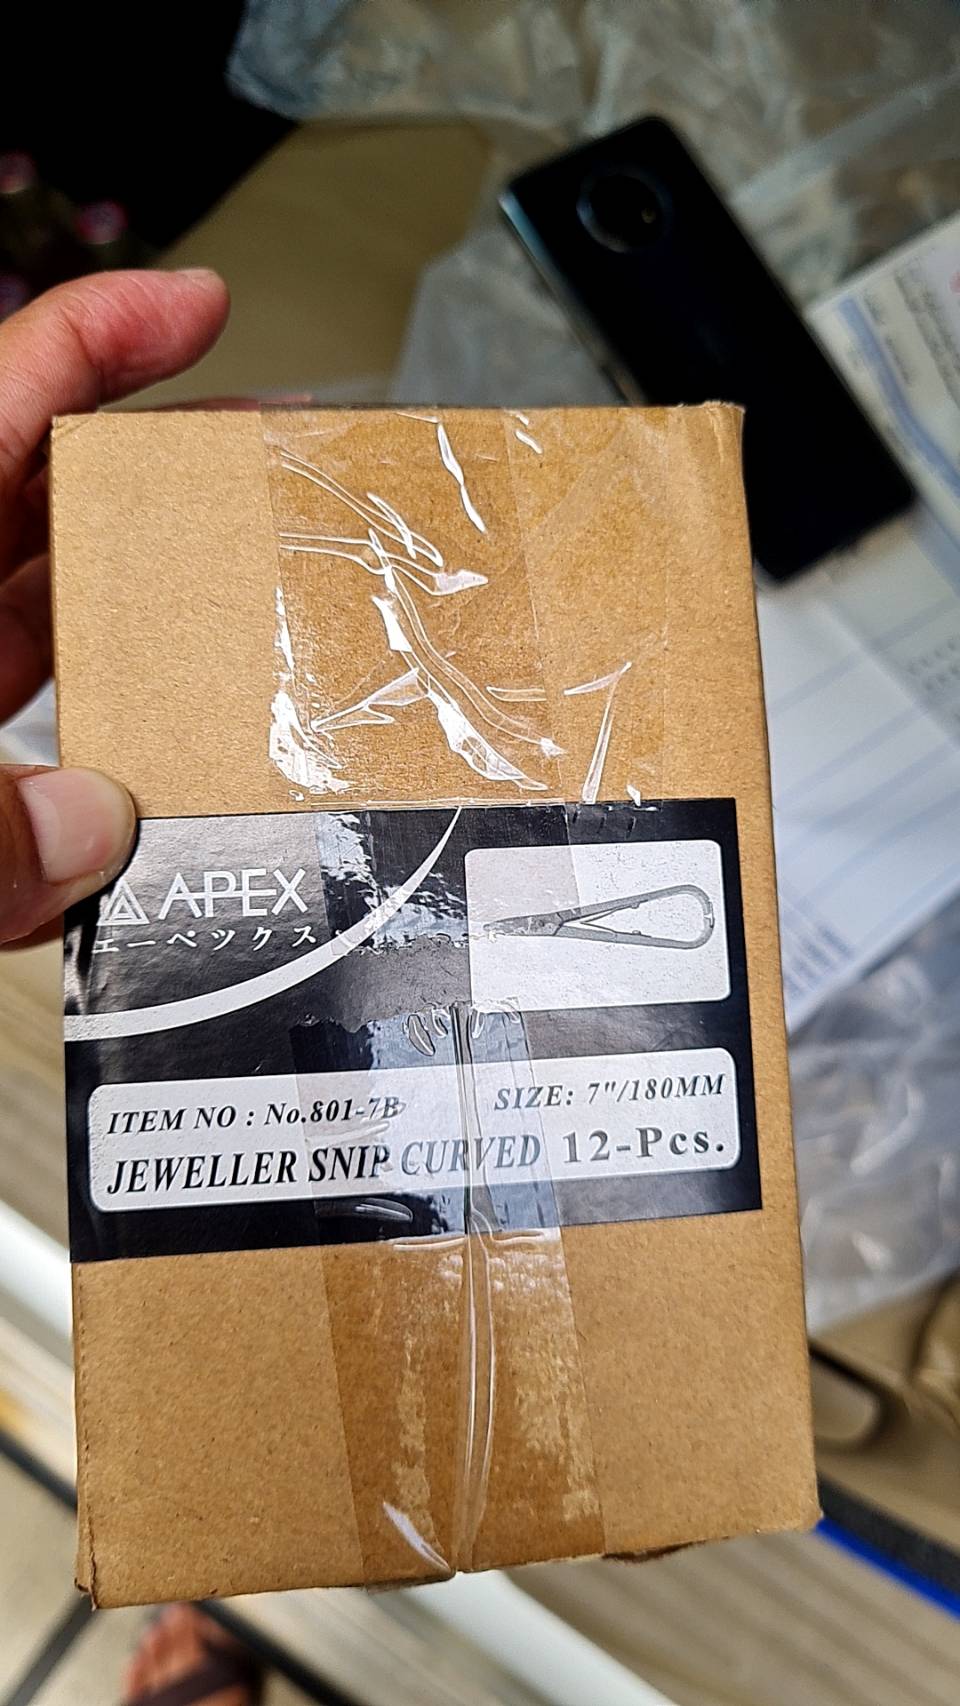 APEX
エーペックス
ITEM NO : No.801-7B
SIZE: 7"/180MM
JEWELLER SNIP CURVED 12-Pcs.